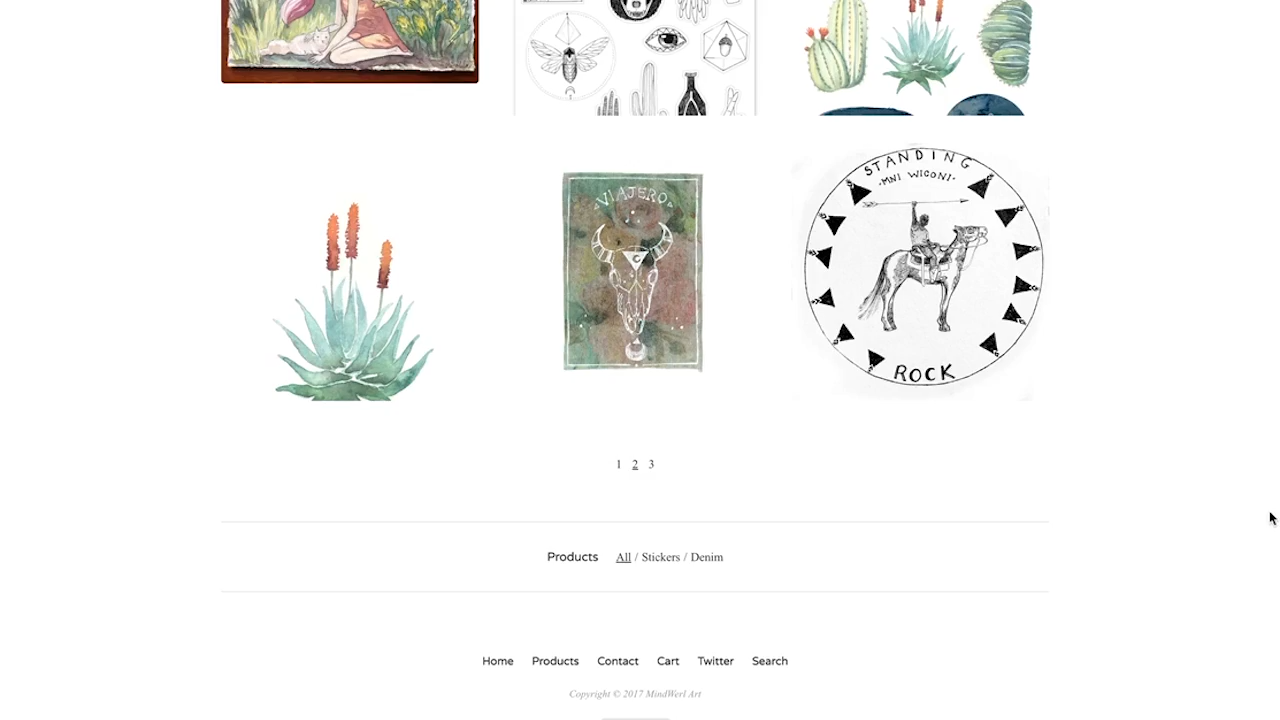 VIAJERO
STANDING
·MNI WICONI·
ROCK
1 2 3
Products All / Stickers / Denim
Home Products Contact Cart Twitter Search
Copyright © 2017 MindWerl Art